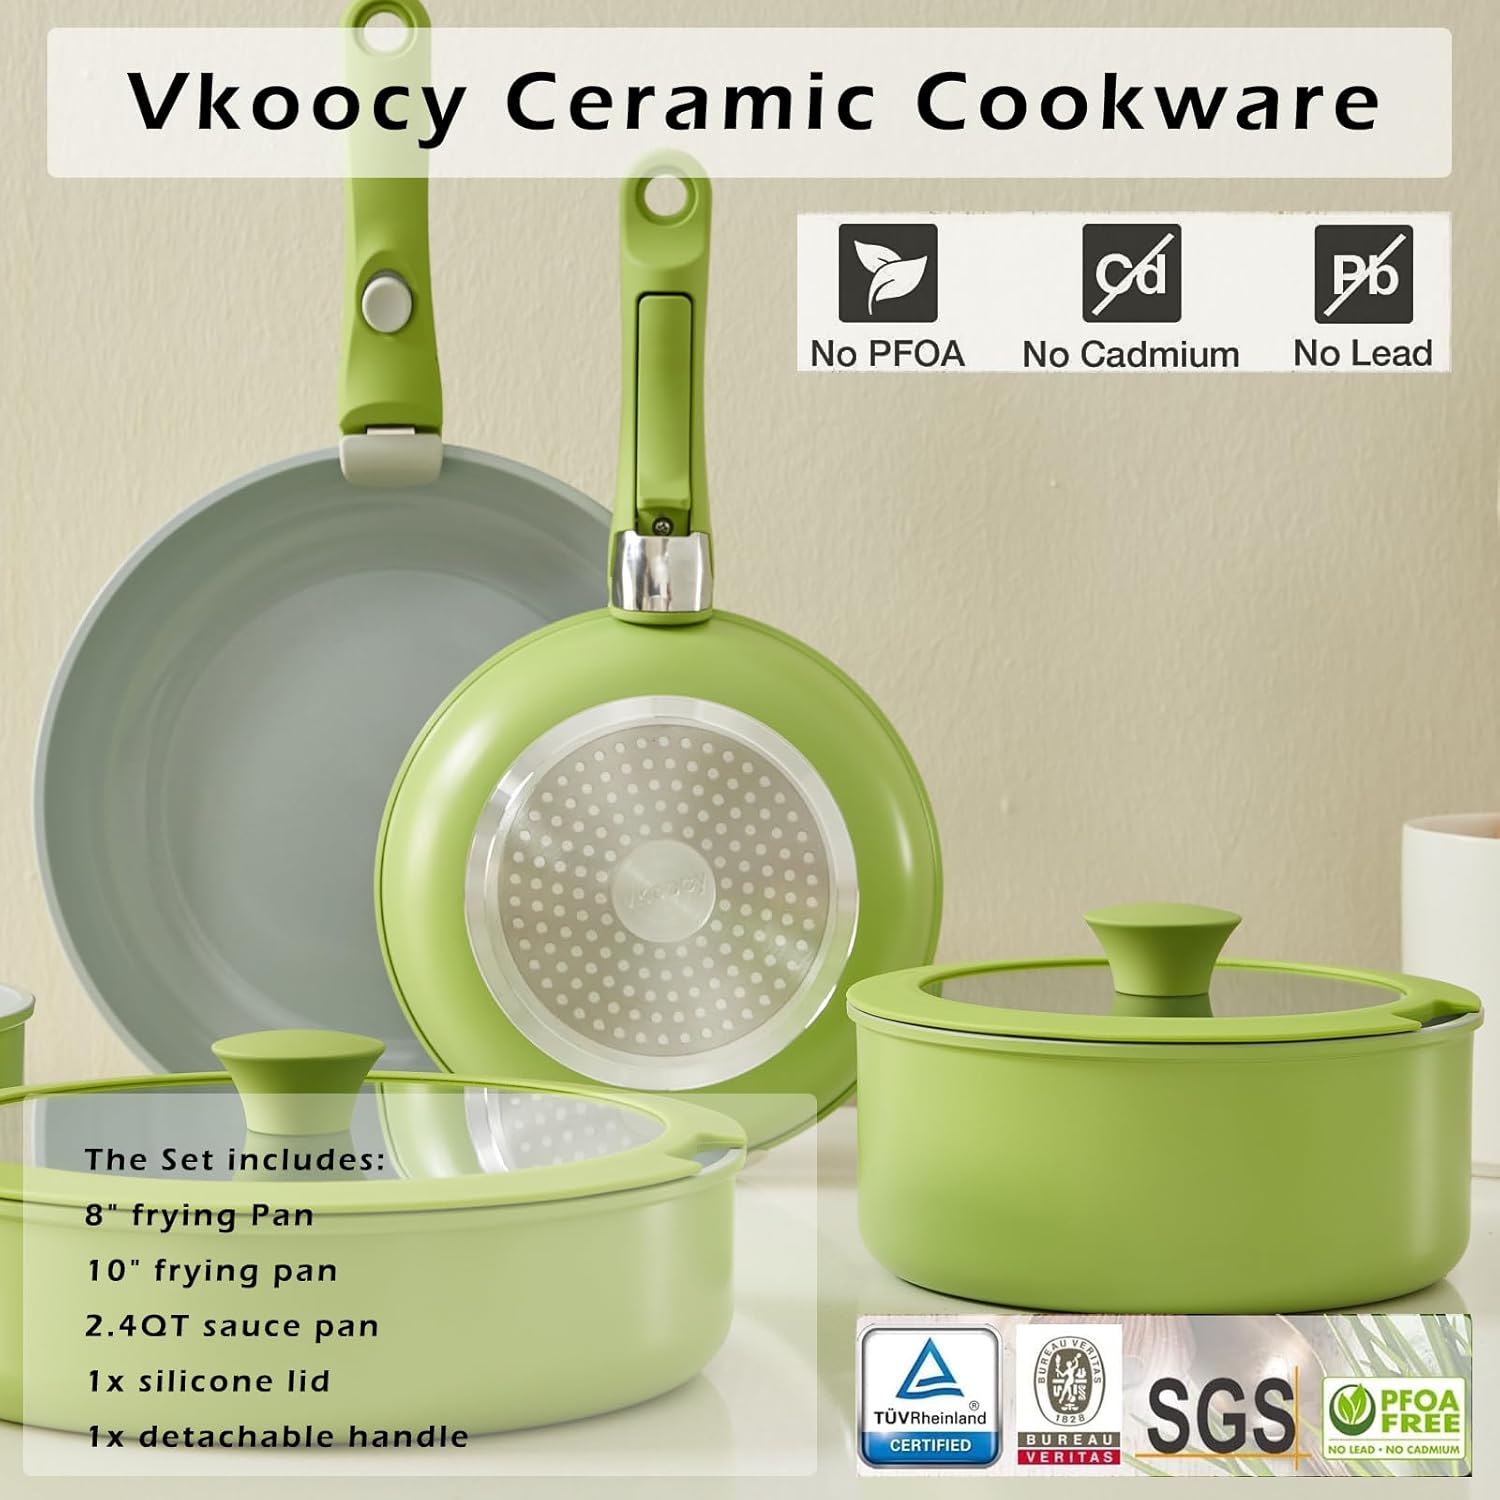 Vkoocy Ceramic Cookware
Cd
Pb
No PFOA
No Cadmium
No Lead
Vkoocy
The Set includes:
8" frying Pan
10" frying pan
2.4QT sauce pan
1x silicone lid
1x detachable handle
TÜVRheinland®
CERTIFIED
BUREAU VERITAS
1828
BUREAU
VERITAS
SGS
PFOA
FREE
NO LEAD • NO CADMIUM